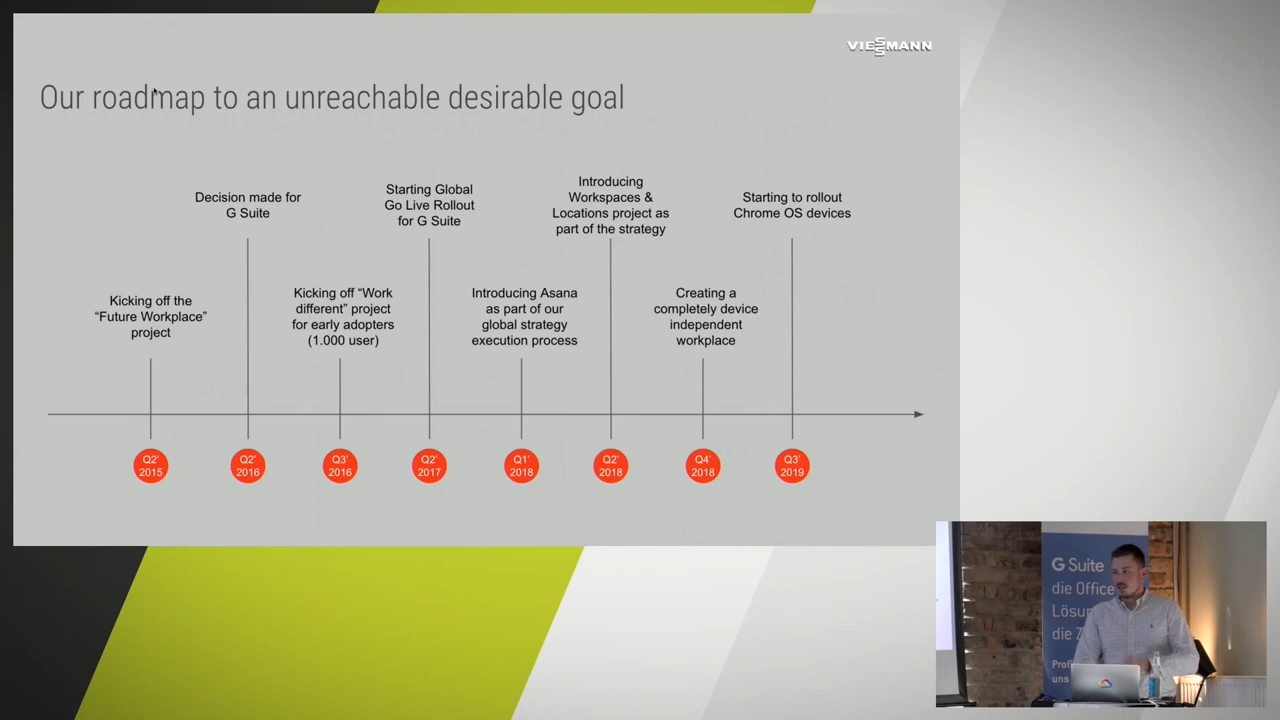 VIESSMANN
Our roadmap to an unreachable desirable goal
Decision made for
G Suite
Starting Global
Go Live Rollout
for G Suite
Introducing
Workspaces &
Locations project as
part of the strategy
Starting to rollout
Chrome OS devices
Kicking off the
“Future Workplace”
project
Kicking off “Work
different” project
for early adopters
(1.000 user)
Introducing Asana
as part of our
global strategy
execution process
Creating a
completely device
independent
workplace
Q2'
2015
Q2'
2016
Q3'
2016
Q2'
2017
Q1'
2018
Q2'
2018
Q4'
2018
Q3'
2019
G Suite
die Office
Lösu
die Z
Prof
uns